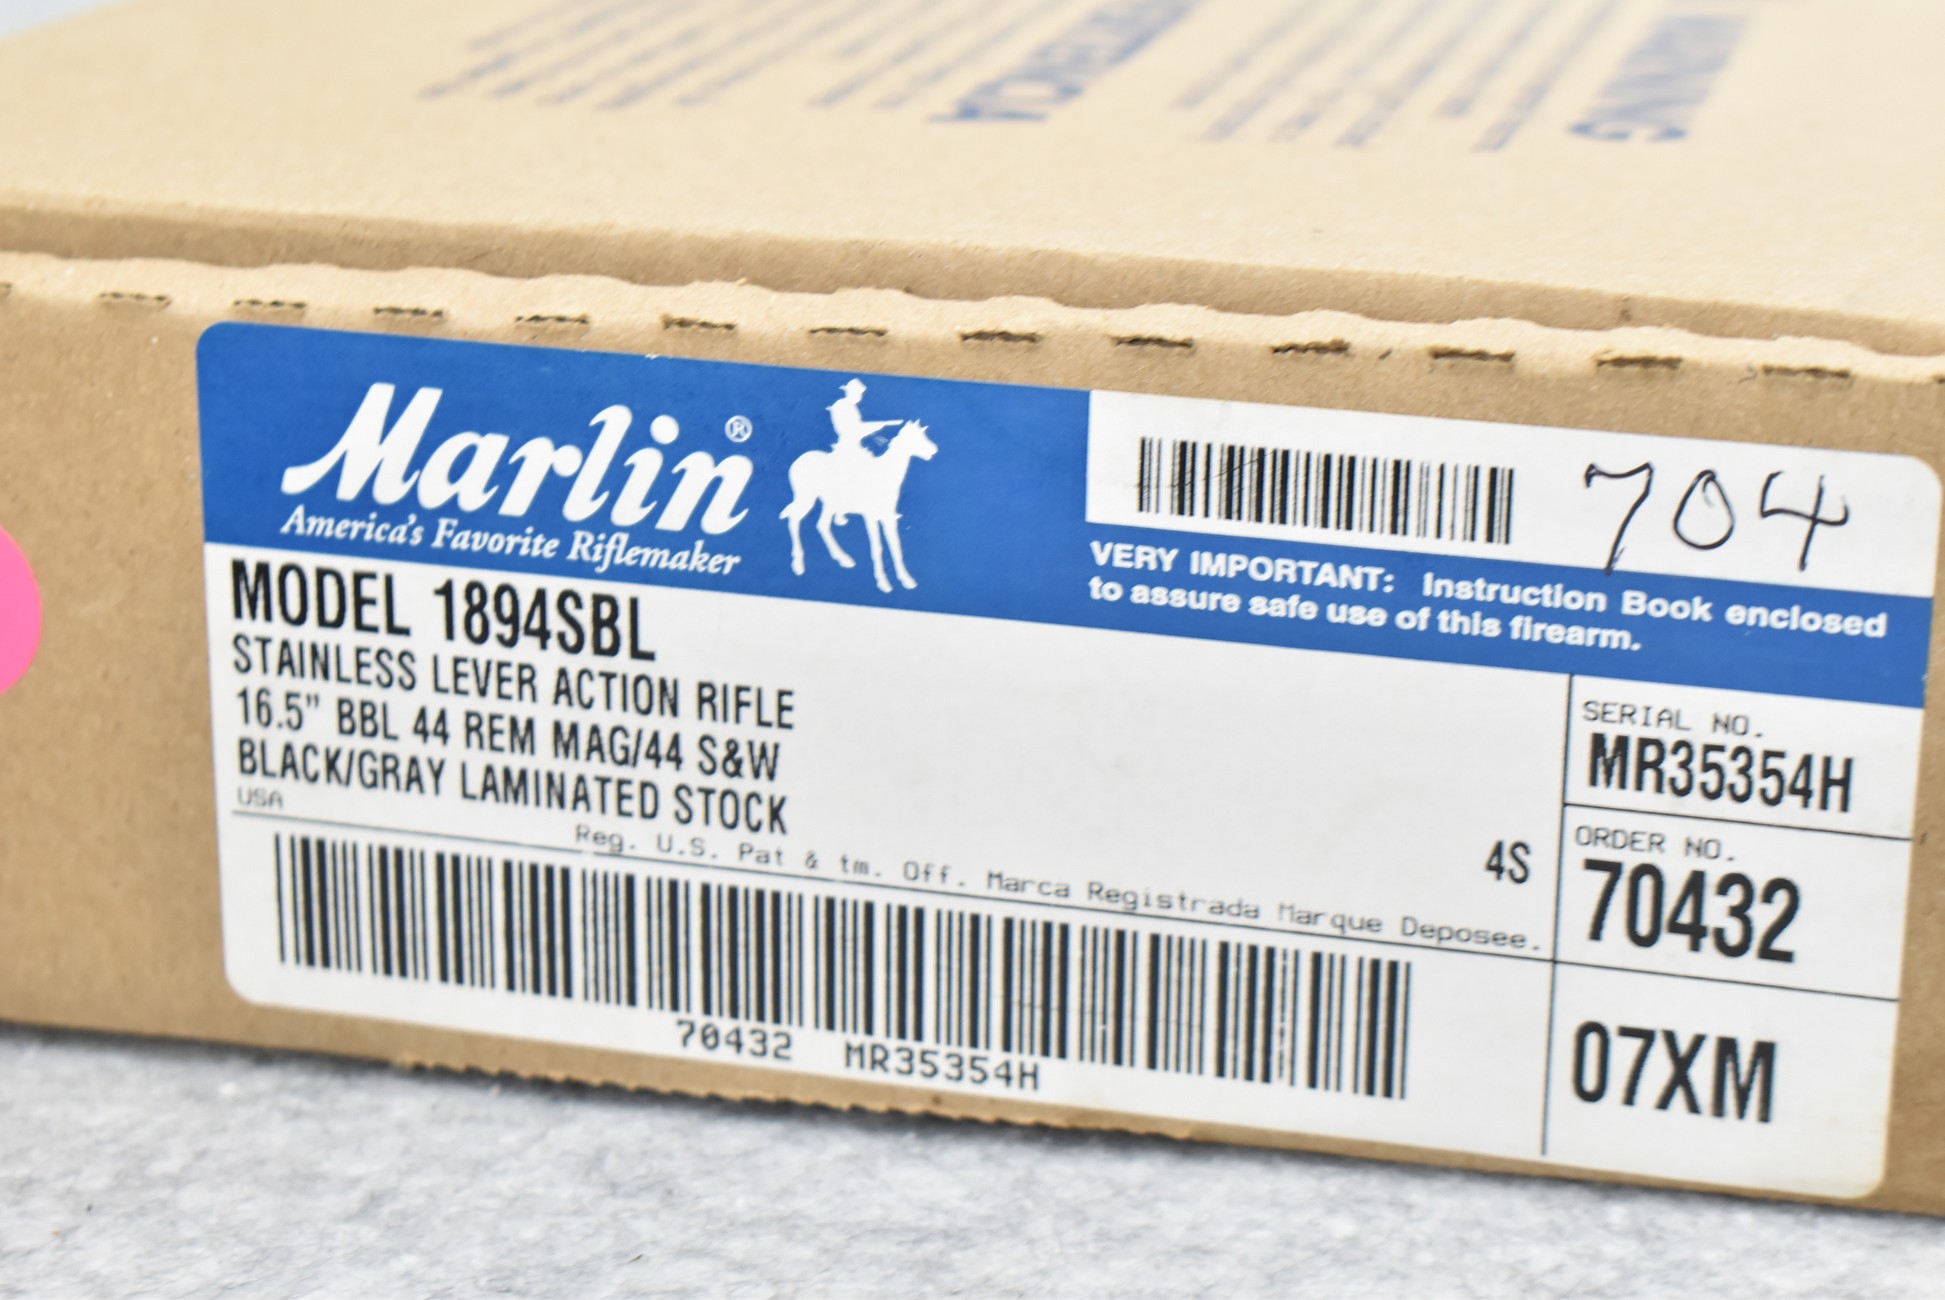 WARNING
Marlin®
America's Favorite Riflemaker
704
VERY IMPORTANT: Instruction Book enclosed
to assure safe use of this firearm.
MODEL 1894SBL
STAINLESS LEVER ACTION RIFLE
16.5" BBL 44 REM MAG/44 S&W
BLACK/GRAY LAMINATED STOCK
USA
4S
Reg. U.S. Pat & tm. Off. Marca Registrada Marque Deposee.
70432 MR35354H
SERIAL NO.
MR35354H
ORDER NO.
70432
07XM